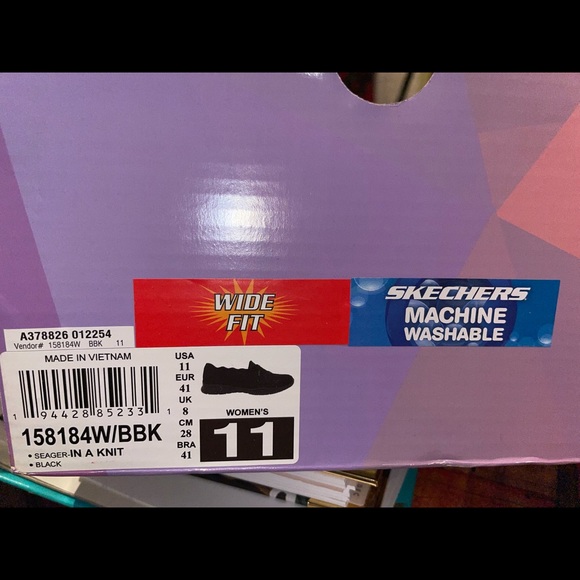 WIDE
FIT
SKECHERS
MACHINE
WASHABLE
A378826 012254
Vendor# 158184W BBK 11
MADE IN VIETNAM
1 94428 85233 1
158184W/BBK
• SEAGER-IN A KNIT
• BLACK
USA
11
EUR
41
UK
8
CM
28
BRA
41
WOMEN'S
11